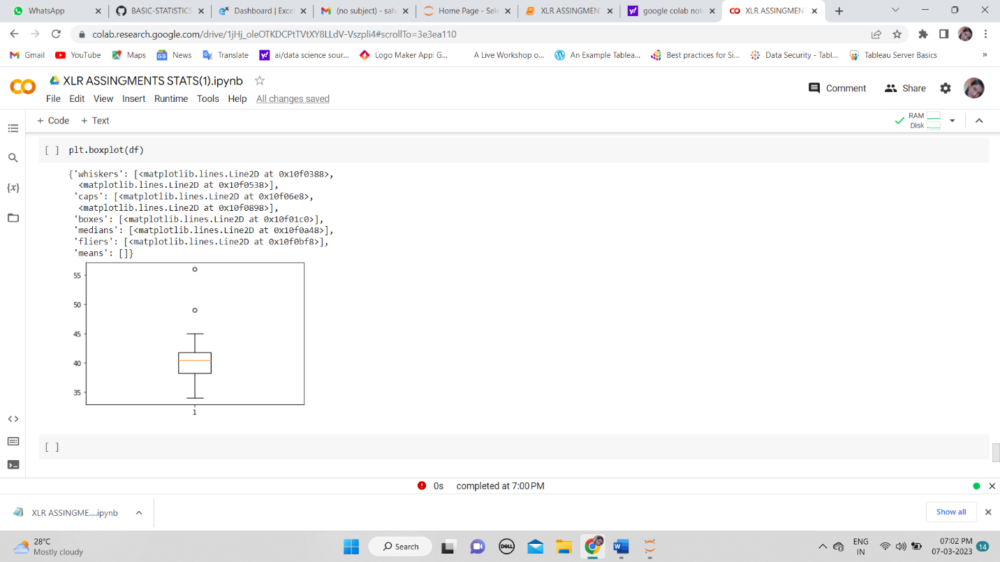 WhatsApp
BASIC-STATISTICS
Dashboard | Exce
(no subject) - sah
Home Page - Sele
XLR ASSINGMEN
google colab not
XLR ASSINGMEN
colab.research.google.com/drive/1jHj_oleOTKDCPtTVtXY8LLdV-Vszpli4#scrollTo=3e3ea110
Gmail
YouTube
Maps
News
Translate
ai/data science sour...
Logo Maker App: G...
A Live Workshop o...
An Example Tablea...
Best practices for Si...
Data Security - Tabl...
Tableau Server Basics
»
XLR ASSINGMENTS STATS(1).ipynb
Comment
Share
File Edit View Insert Runtime Tools Help All changes saved
+ Code + Text
RAM
Disk
{x}
[ ] plt.boxplot(df)
{'whiskers': [<matplotlib.lines.Line2D at 0x10f0388>,
<matplotlib.lines.Line2D at 0x10f0538>],
'caps': [<matplotlib.lines.Line2D at 0x10f06e8>,
<matplotlib.lines.Line2D at 0x10f0898>],
'boxes': [<matplotlib.lines.Line2D at 0x10f01c0>],
'medians': [<matplotlib.lines.Line2D at 0x10f0a48>],
'fliers': [<matplotlib.lines.Line2D at 0x10f0bf8>],
'means': []}
55
50
45
40
35
1
[ ]
0s completed at 7:00 PM
XLR ASSINGME....ipynb
Show all
28°C
Mostly cloudy
Search
DELL
ENG
IN
07:02 PM
07-03-2023
14